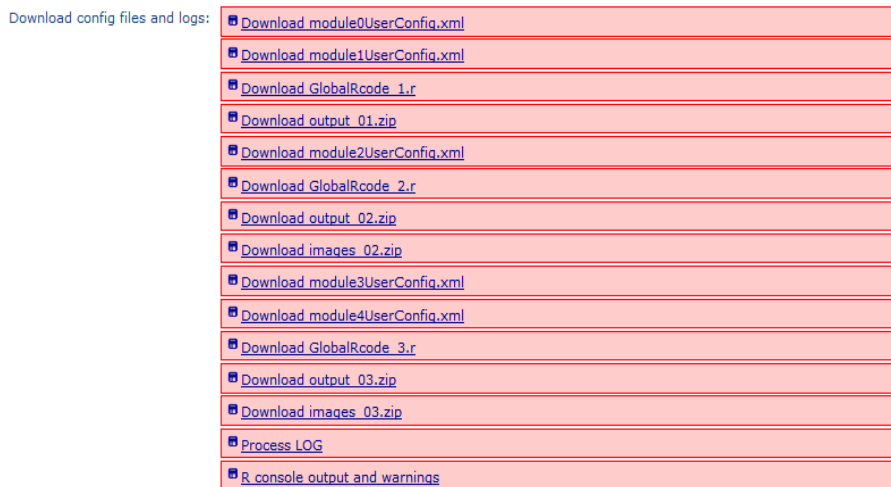 Download config files and logs:
Download module0UserConfig.xml
Download module1UserConfig.xml
Download GlobalRcode_1.r
Download output_01.zip
Download module2UserConfig.xml
Download GlobalRcode_2.r
Download output_02.zip
Download images_02.zip
Download module3UserConfig.xml
Download module4UserConfig.xml
Download GlobalRcode_3.r
Download output_03.zip
Download images_03.zip
Process LOG
R console output and warnings